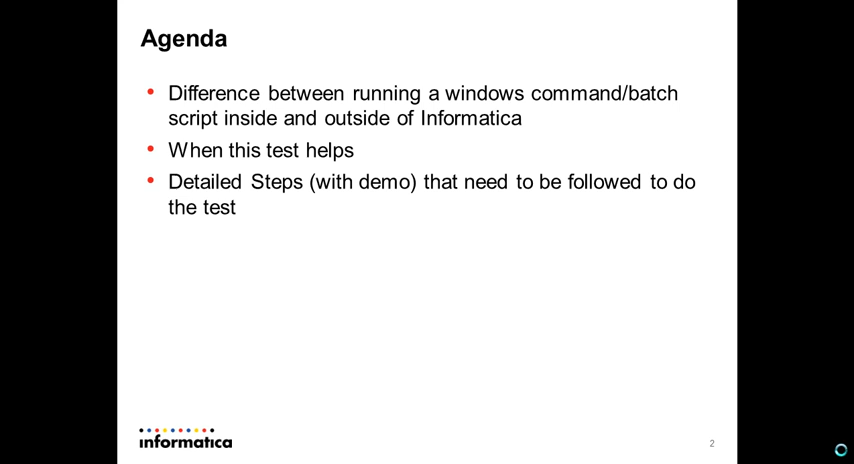 Agenda
Difference between running a windows command/batch
script inside and outside of Informatica
When this test helps
Detailed Steps (with demo) that need to be followed to do
the test
informatica
2